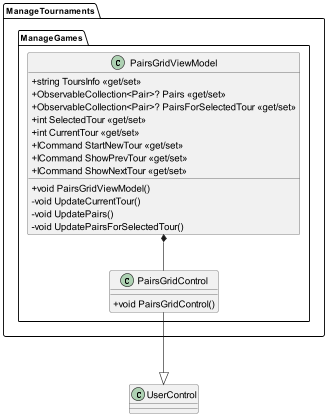 ManageTournaments
ManageGames
C PairsGridViewModel
+string ToursInfo «get/set»
+ObservableCollection<Pair>? Pairs «get/set»
+ObservableCollection<Pair>? PairsForSelectedTour «get/set»
+int SelectedTour «get/set»
+int CurrentTour «get/set»
+ICommand StartNewTour «get/set»
+ICommand ShowPrevTour «get/set»
+ICommand ShowNextTour «get/set»
+void PairsGridViewModel()
-void UpdateCurrentTour()
-void UpdatePairs()
-void UpdatePairsForSelectedTour()
C PairsGridControl
+void PairsGridControl()
C UserControl